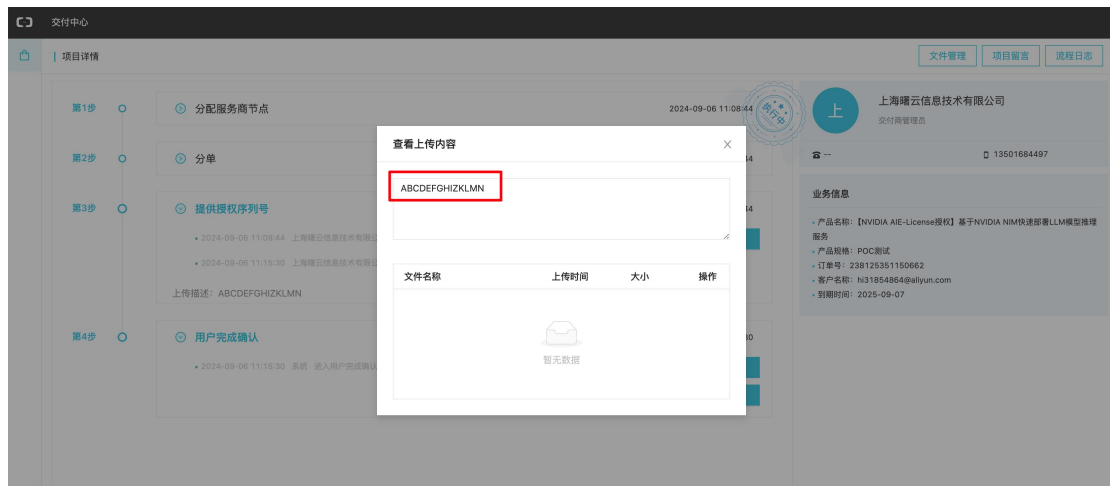 交付中心
项目详情
文件管理 项目留言 流程日志
第1步 分配服务商节点 2024-09-06 11:08:44
执行中
第2步 分单 44
第3步 提供授权序列号 44
• 2024-09-06 11:08:44 上海曙云信息技术有限公
• 2024-09-06 11:15:30 上海曙云信息技术有限公
上传描述：ABCDEFGHIZKLMN
第4步 用户完成确认 30
• 2024-09-06 11:15:30 系统 进入用户完成确认
查看上传内容
ABCDEFGHIZKLMN
文件名称 上传时间 大小 操作
暂无数据
上
上海曙云信息技术有限公司
交付商管理员
-- 13501684497
业务信息
• 产品名称：【NVIDIA AIE-License授权】基于NVIDIA NIM快速部署LLM模型推理
服务
• 产品规格：POC测试
• 订单号：238125351150662
• 客户名称：hi31854864@aliyun.com
• 到期时间：2025-09-07